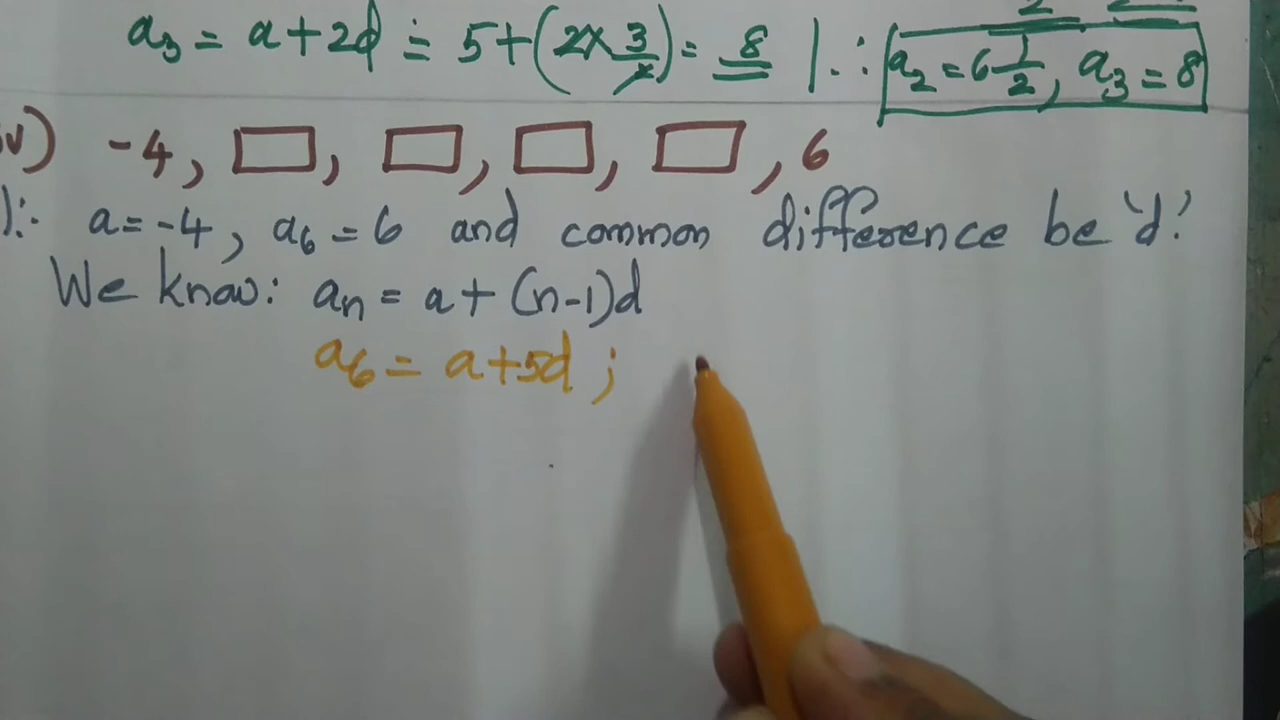 a₃ = a+2d = 5+(2×3/2) = 8 | ∴ a₂ = 6 1/2, a₃ = 8
iv) -4, □, □, □, □, 6
): a = -4, a₆ = 6 and common difference be 'd'.
We know: aₙ = a + (n-1)d
a₆ = a+5d ;